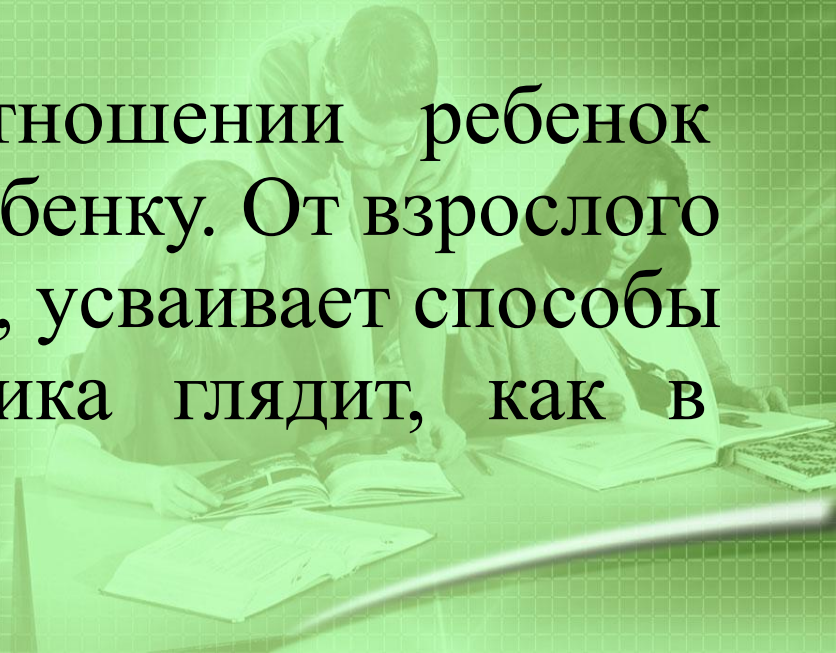 тношении ребенок
бенку. От взрослого
, усваивает способы
ика глядит, как в